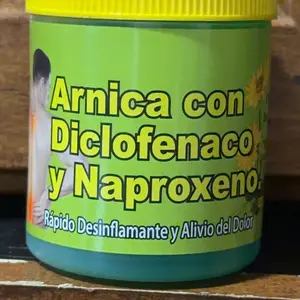 Arnica con
Diclofenaco
y Naproxeno!
Rápido Desinflamante y Alivio del Dolor